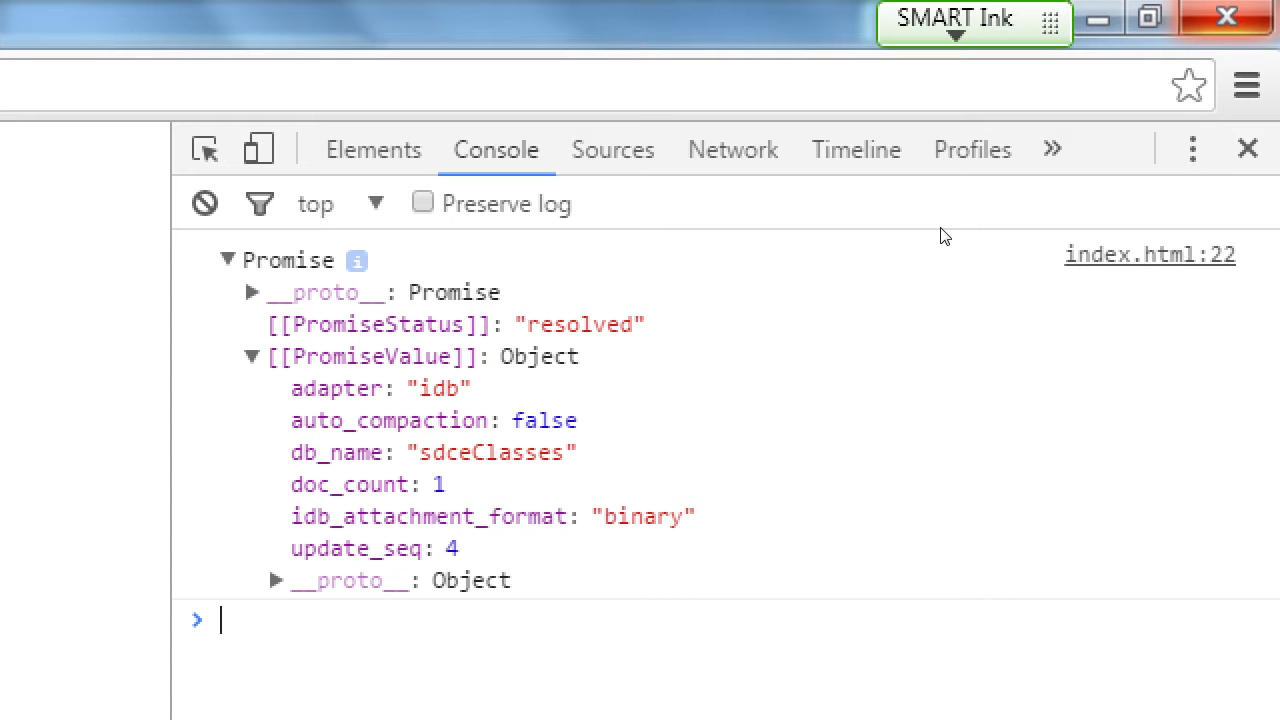 SMART Ink
Elements Console Sources Network Timeline Profiles »
top Preserve log
Promise i index.html:22
__proto__: Promise
[[PromiseStatus]]: "resolved"
[[PromiseValue]]: Object
adapter: "idb"
auto_compaction: false
db_name: "sdceClasses"
doc_count: 1
idb_attachment_format: "binary"
update_seq: 4
__proto__: Object